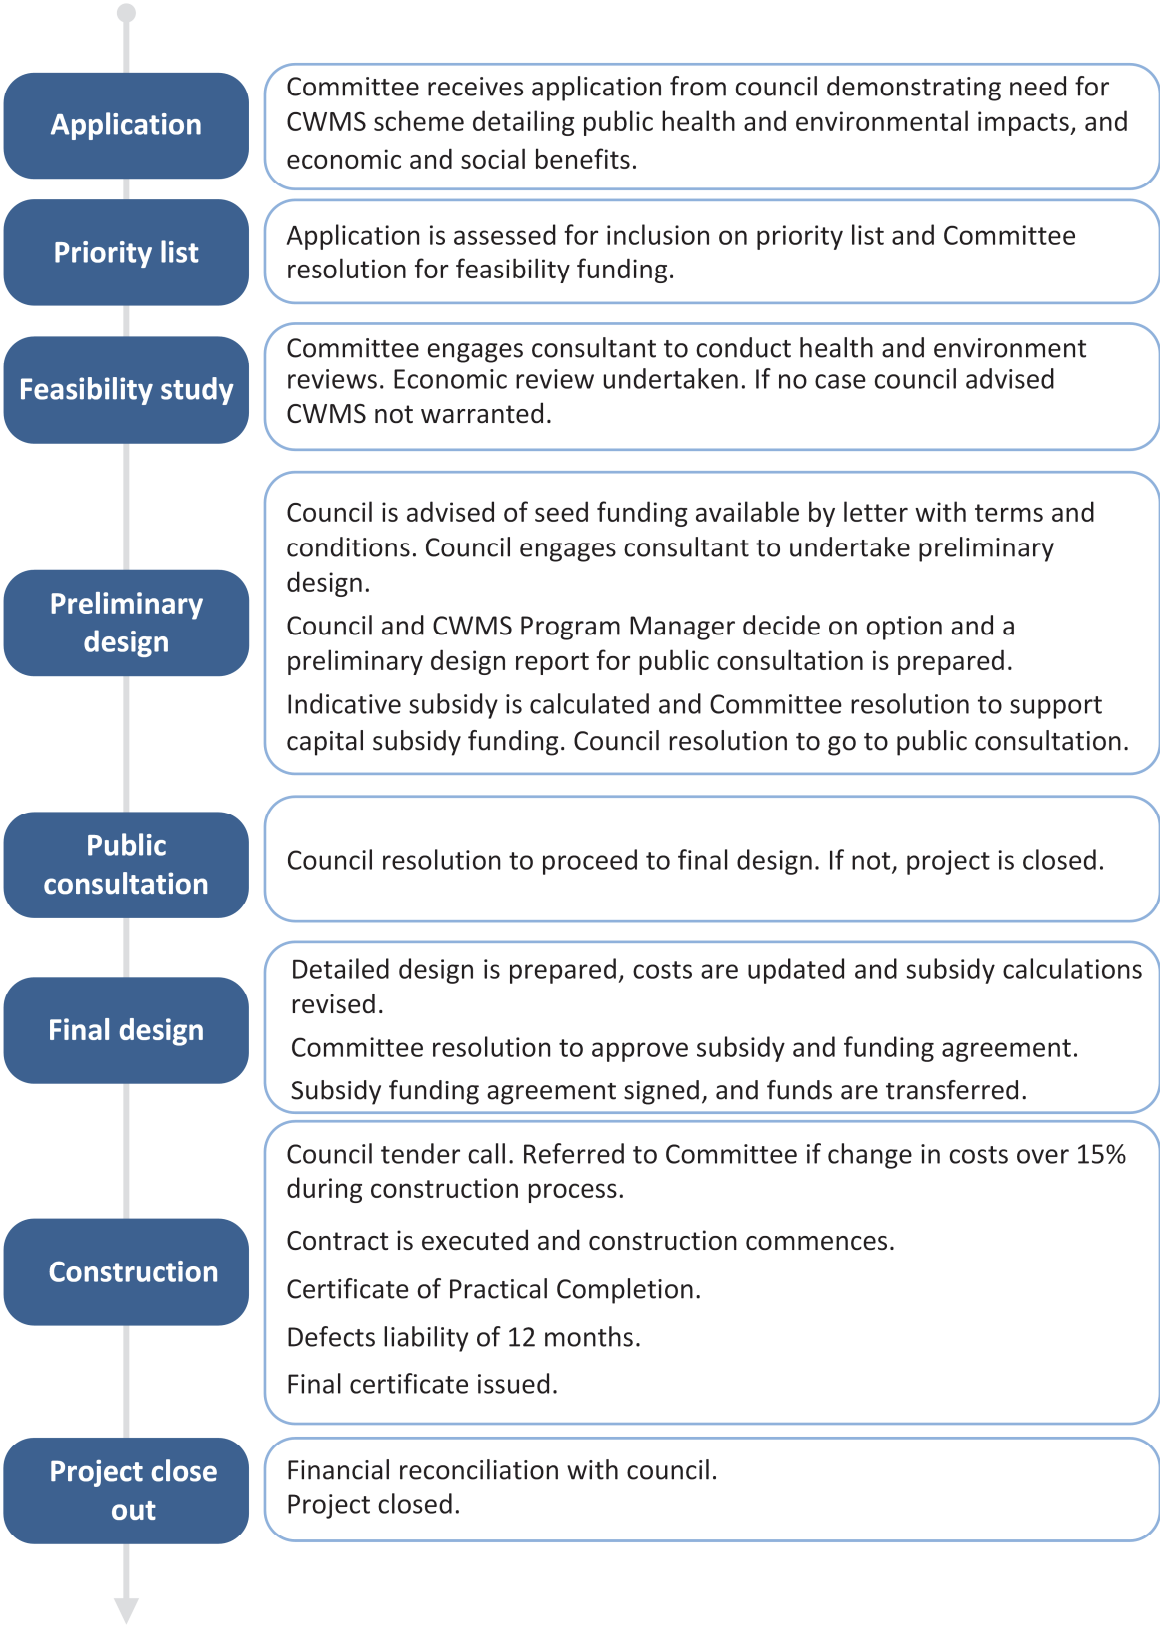 Application
Committee receives application from council demonstrating need for
CWMS scheme detailing public health and environmental impacts, and
economic and social benefits.
Priority list
Application is assessed for inclusion on priority list and Committee
resolution for feasibility funding.
Feasibility study
Committee engages consultant to conduct health and environment
reviews. Economic review undertaken. If no case council advised
CWMS not warranted.
Preliminary
design
Council is advised of seed funding available by letter with terms and
conditions. Council engages consultant to undertake preliminary
design.
Council and CWMS Program Manager decide on option and a
preliminary design report for public consultation is prepared.
Indicative subsidy is calculated and Committee resolution to support
capital subsidy funding. Council resolution to go to public consultation.
Public
consultation
Council resolution to proceed to final design. If not, project is closed.
Final design
Detailed design is prepared, costs are updated and subsidy calculations
revised.
Committee resolution to approve subsidy and funding agreement.
Subsidy funding agreement signed, and funds are transferred.
Construction
Council tender call. Referred to Committee if change in costs over 15%
during construction process.
Contract is executed and construction commences.
Certificate of Practical Completion.
Defects liability of 12 months.
Final certificate issued.
Project close
out
Financial reconciliation with council.
Project closed.